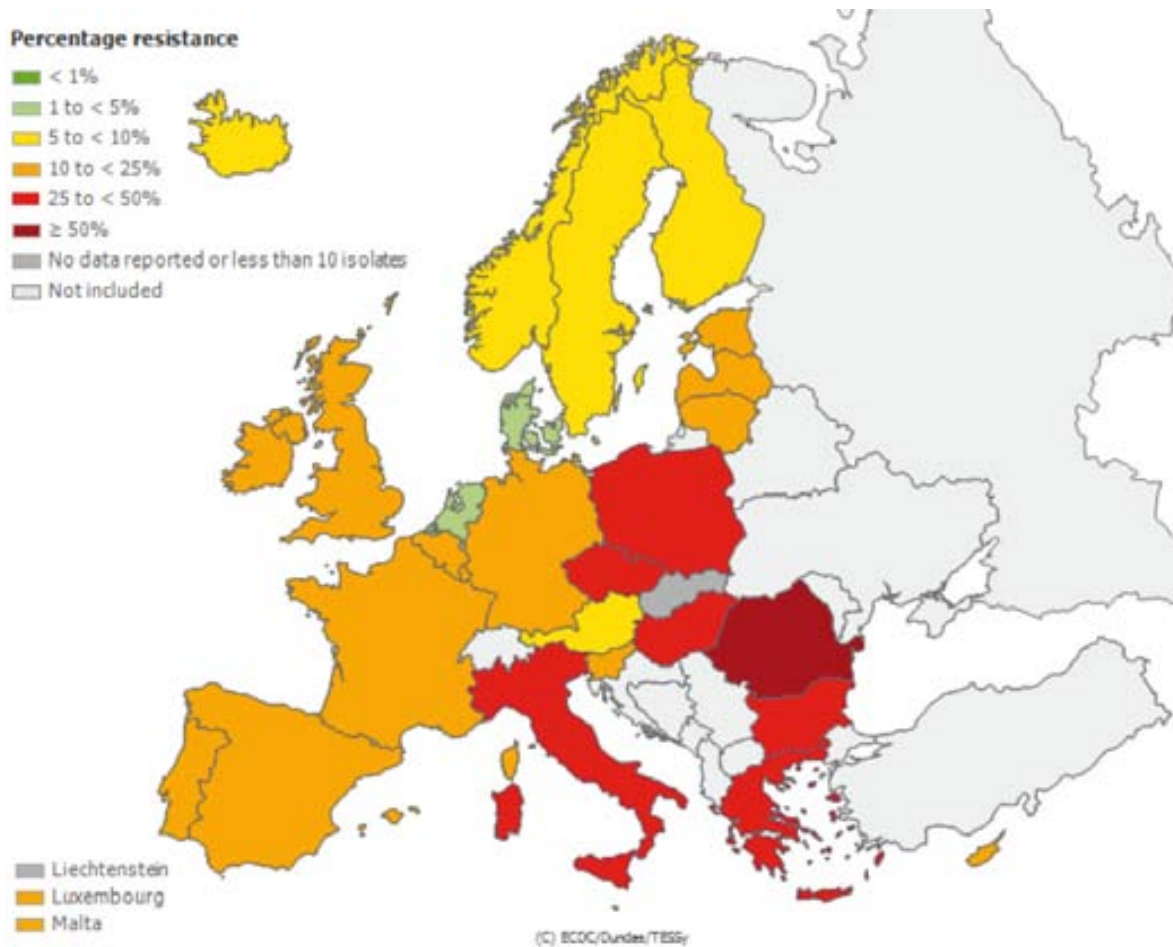 Percentage resistance
< 1%
1 to < 5%
5 to < 10%
10 to < 25%
25 to < 50%
≥ 50%
No data reported or less than 10 isolates
Not included
Liechtenstein
Luxembourg
Malta
(C) ECDC/Dundas/TESSy